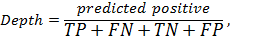 Depth = predicted positive / TP + FN + TN + FP ,